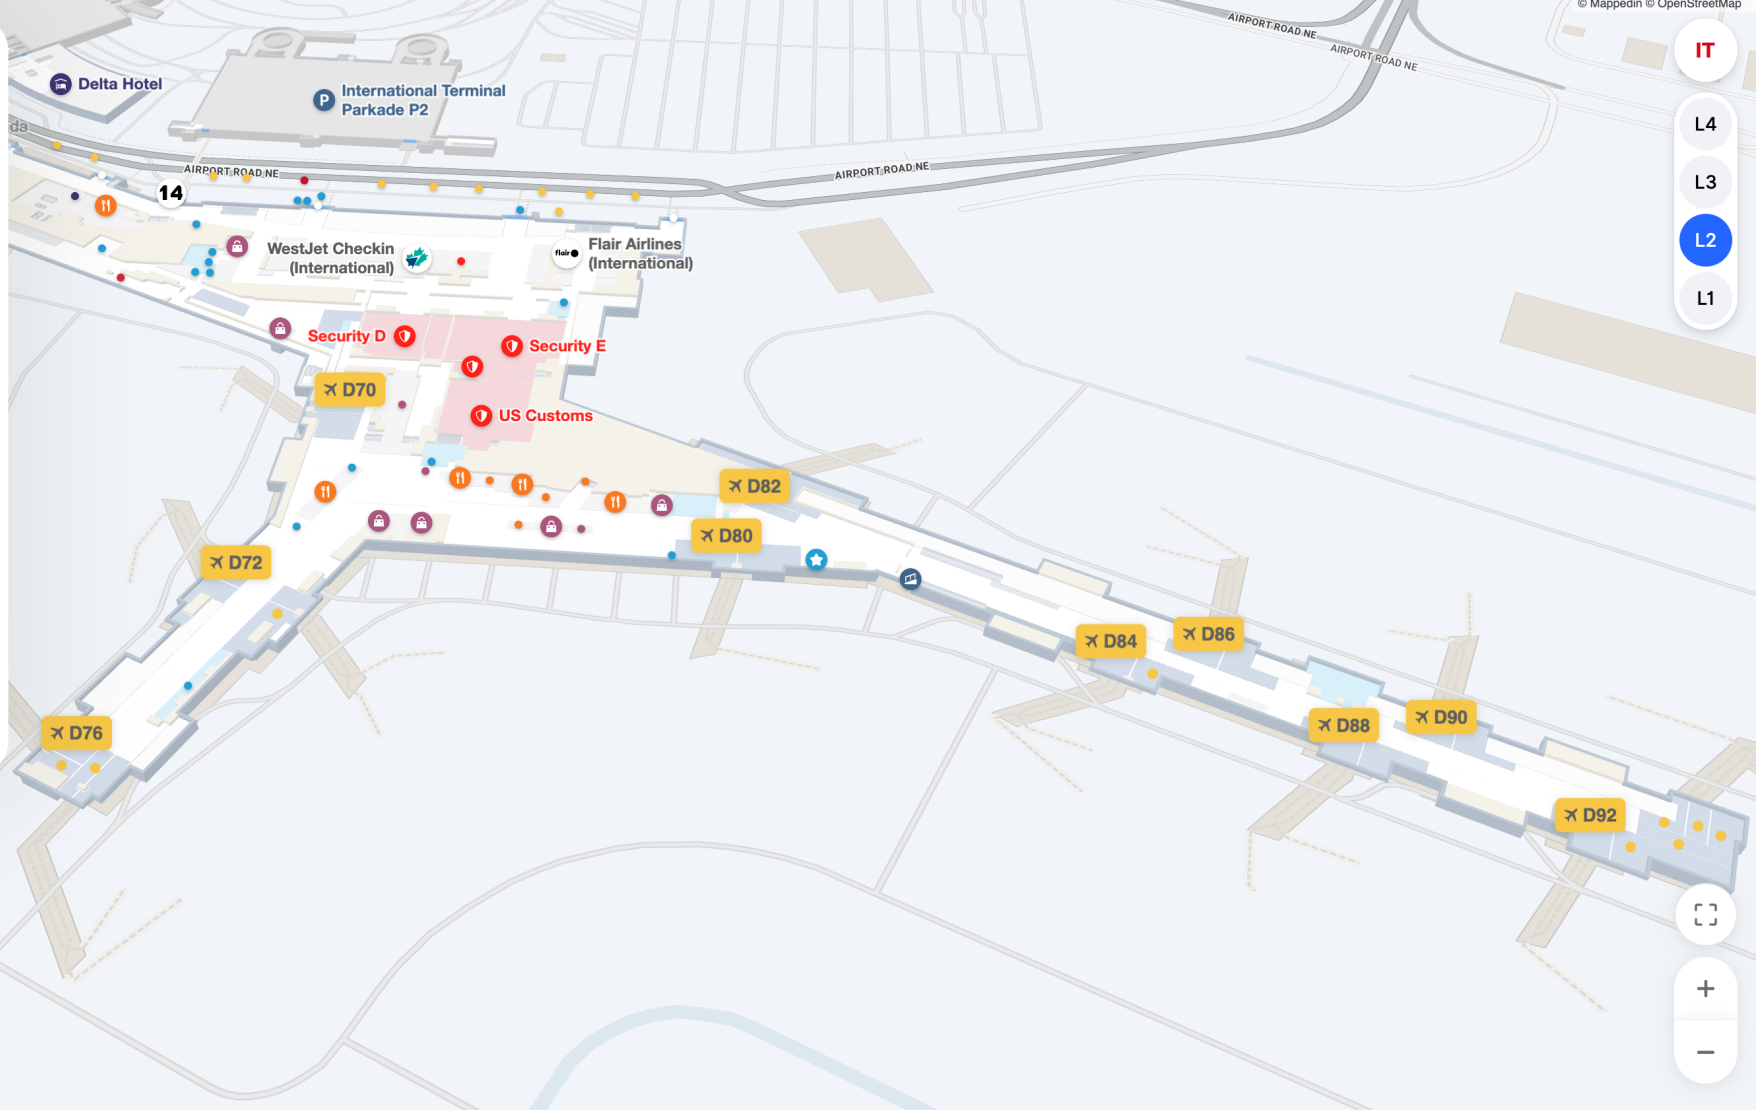 © Mappedin © OpenStreetMap
AIRPORT ROAD NE
AIRPORT ROAD NE
IT
Delta Hotel
P
International Terminal
Parkade P2
L4
da
AIRPORT ROAD NE
AIRPORT ROAD NE
L3
14
L2
WestJet Checkin
(International)
flair
Flair Airlines
(International)
L1
Security D
Security E
D70
US Customs
D82
D80
D72
D84
D86
D76
D88
D90
D92
+
−